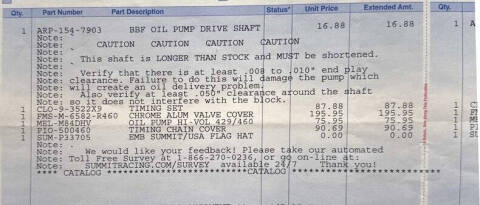 Qty. Part Number Part Description Status* Unit Price Extended Amt. Qty.
1 ARP-154-7903 BBF OIL PUMP DRIVE SHAFT 16.88 16.88 1 A
Note:
Note: CAUTION CAUTION CAUTION CAUTION
Note:
Note: This shaft is LONGER THAN STOCK and MUST be shortened.
Note:
Note: Verify that there is at least .008 to .010" end play
Note: clearance. Failure to do this will damage the pump which
Note: will create an oil delivery problem.
Note: Also verify at least .050" clearance around the shaft
Note: so it does not interfere with the block.
1 CLO-9-3522X9 TIMING SET 87.88 87.88 1
1 FMS-M-6582-R460 CHROME ALUM VALVE COVER 195.95 195.95 1
1 MEL-M84DHV OIL PUMP HI-VOL 429/460 75.95 75.95 1
1 PIO-500460 TIMING CHAIN COVER 90.69 90.69 1
1 SUM-P33705 EMB SUMMIT/USA FLAG HAT 0.00 0.00 1
Note:
Note: We would like your feedback! Please take our automated
Note: Toll Free Survey at 1-866-270-0236, or go on-line at:
Note: SUMMITRACING.COM/SURVEY available 24/7 Thank you!
**** CATALOG *************************CATALOG *************************